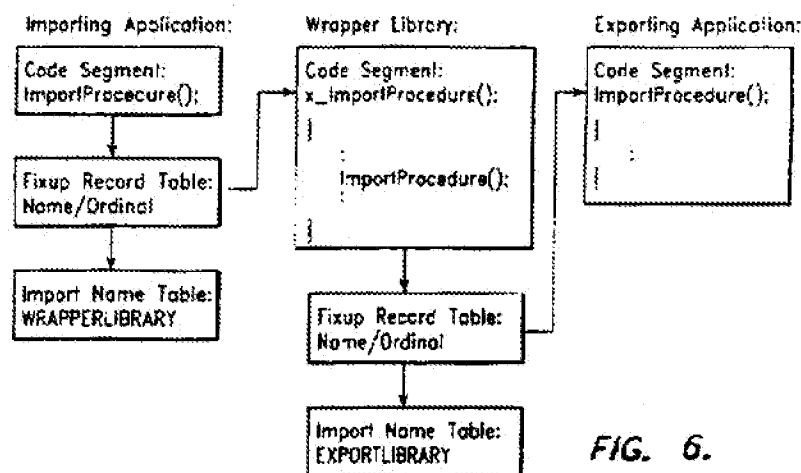 Importing Application:
Code Segment:
ImportProcecure();
Fixup Record Table:
Name/Ordinal
Import Name Table:
WRAPPERLIBRARY
Wrapper Library:
Code Segment:
x_ImportProcedure();
{
:
ImportProcedure();
:
}
Fixup Record Table:
Name/Ordinal
Import Name Table:
EXPORTLIBRARY
Exporting Application:
Code Segment:
ImportProcedure();
{
:
}
FIG. 6.